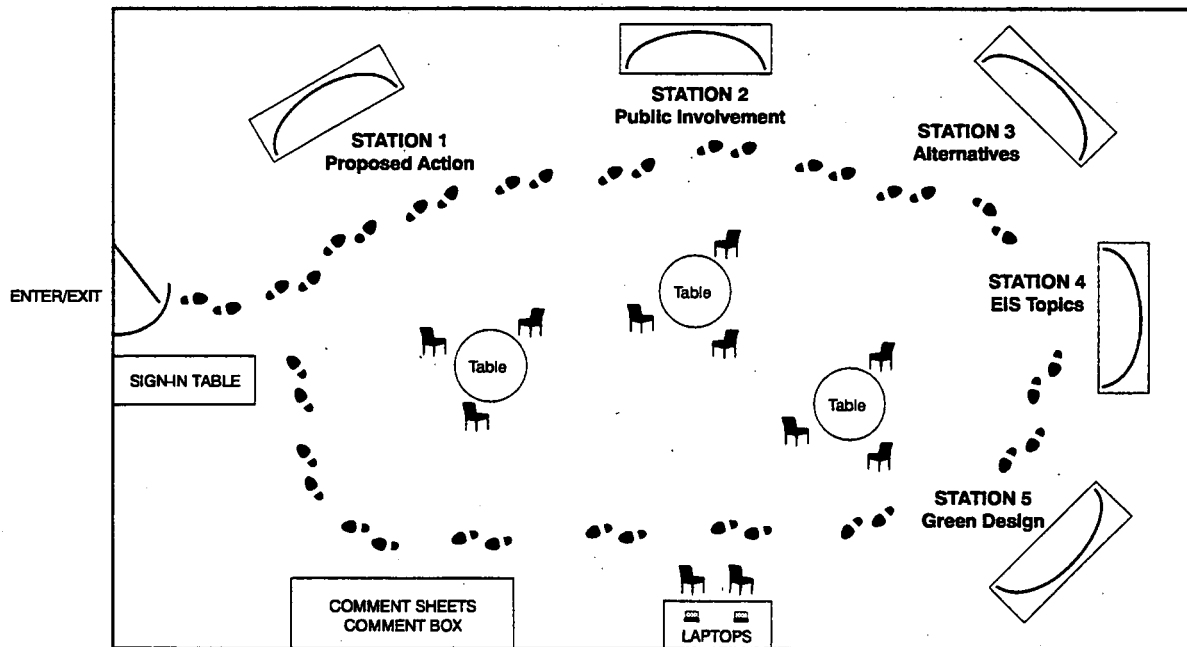 STATION 1
Proposed Action
STATION 2
Public Involvement
STATION 3
Alternatives
ENTER/EXIT
STATION 4
EIS Topics
Table
Table
Table
SIGN-IN TABLE
STATION 5
Green Design
COMMENT SHEETS
COMMENT BOX
LAPTOPS